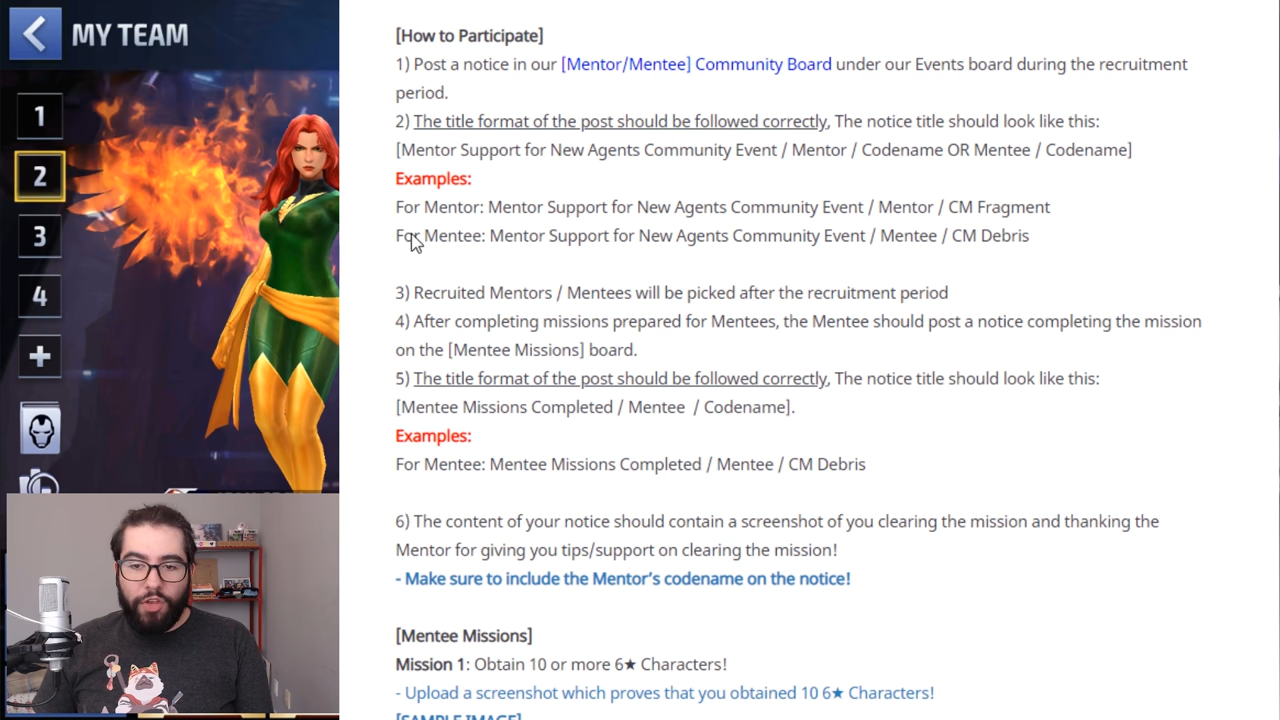 MY TEAM
1
2
3
4
+
[How to Participate]
1) Post a notice in our [Mentor/Mentee] Community Board under our Events board during the recruitment
period.
2) The title format of the post should be followed correctly, The notice title should look like this:
[Mentor Support for New Agents Community Event / Mentor / Codename OR Mentee / Codename]
Examples:
For Mentor: Mentor Support for New Agents Community Event / Mentor / CM Fragment
For Mentee: Mentor Support for New Agents Community Event / Mentee / CM Debris
3) Recruited Mentors / Mentees will be picked after the recruitment period
4) After completing missions prepared for Mentees, the Mentee should post a notice completing the mission
on the [Mentee Missions] board.
5) The title format of the post should be followed correctly, The notice title should look like this:
[Mentee Missions Completed / Mentee / Codename].
Examples:
For Mentee: Mentee Missions Completed / Mentee / CM Debris
6) The content of your notice should contain a screenshot of you clearing the mission and thanking the
Mentor for giving you tips/support on clearing the mission!
- Make sure to include the Mentor's codename on the notice!
[Mentee Missions]
Mission 1: Obtain 10 or more 6★ Characters!
- Upload a screenshot which proves that you obtained 10 6★ Characters!
[SAMPLE IMAGE]